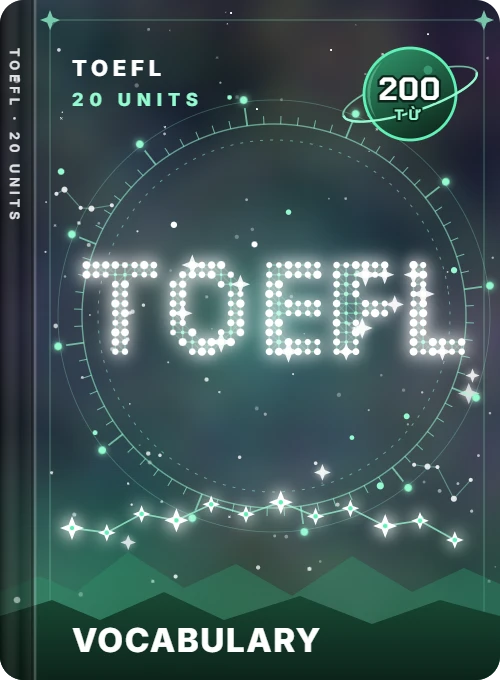 TOEFL · 20 UNITS
TOEFL
20 UNITS
200
TỪ
TOEFL
VOCABULARY